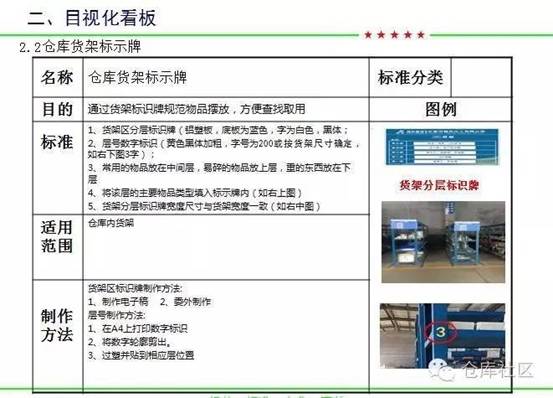 二、目视化看板
2.2仓库货架标示牌
名称
仓库货架标示牌
标准分类
目的
通过货架标识牌规范物品摆放，方便查找取用
图例
标准
1、货架区分层标识牌（铝塑板，底板为蓝色，字为白色，黑体；
2、层号数字标识（黄色黑体加粗，字号为200或按货架尺寸确定，
如右下图3字）；
3、常用的物品放在中间层，易碎的物品放上层，重的东西放在下
层
4、将该层的主要物品类型填入标示牌内（如右上图）
5、货架分层标识牌宽度尺寸与货架宽度一致（如右中图）
货架分层标识牌
适用
范围
仓库内货架
制作
方法
货架区标识牌制作方法:
1、制作电子稿 2、委外制作
层号制作方法:
1、在A4上打印数字标识
2、将数字轮廓剪出。
3、过塑并贴到相应层位置
3
仓库社区